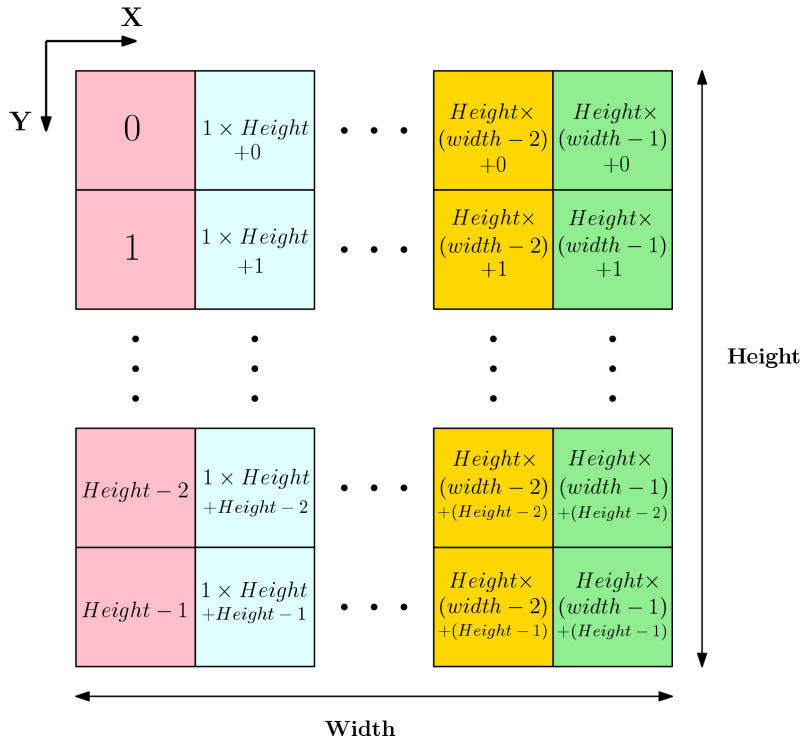 X
Y
0
1 × Height
+0
Height×
(width − 2)
+0
Height×
(width − 1)
+0
1
1 × Height
+1
Height×
(width − 2)
+1
Height×
(width − 1)
+1
Height
Height − 2
1 × Height
+Height − 2
Height×
(width − 2)
+(Height − 2)
Height×
(width − 1)
+(Height − 2)
Height − 1
1 × Height
+Height − 1
Height×
(width − 2)
+(Height − 1)
Height×
(width − 1)
+(Height − 1)
Width